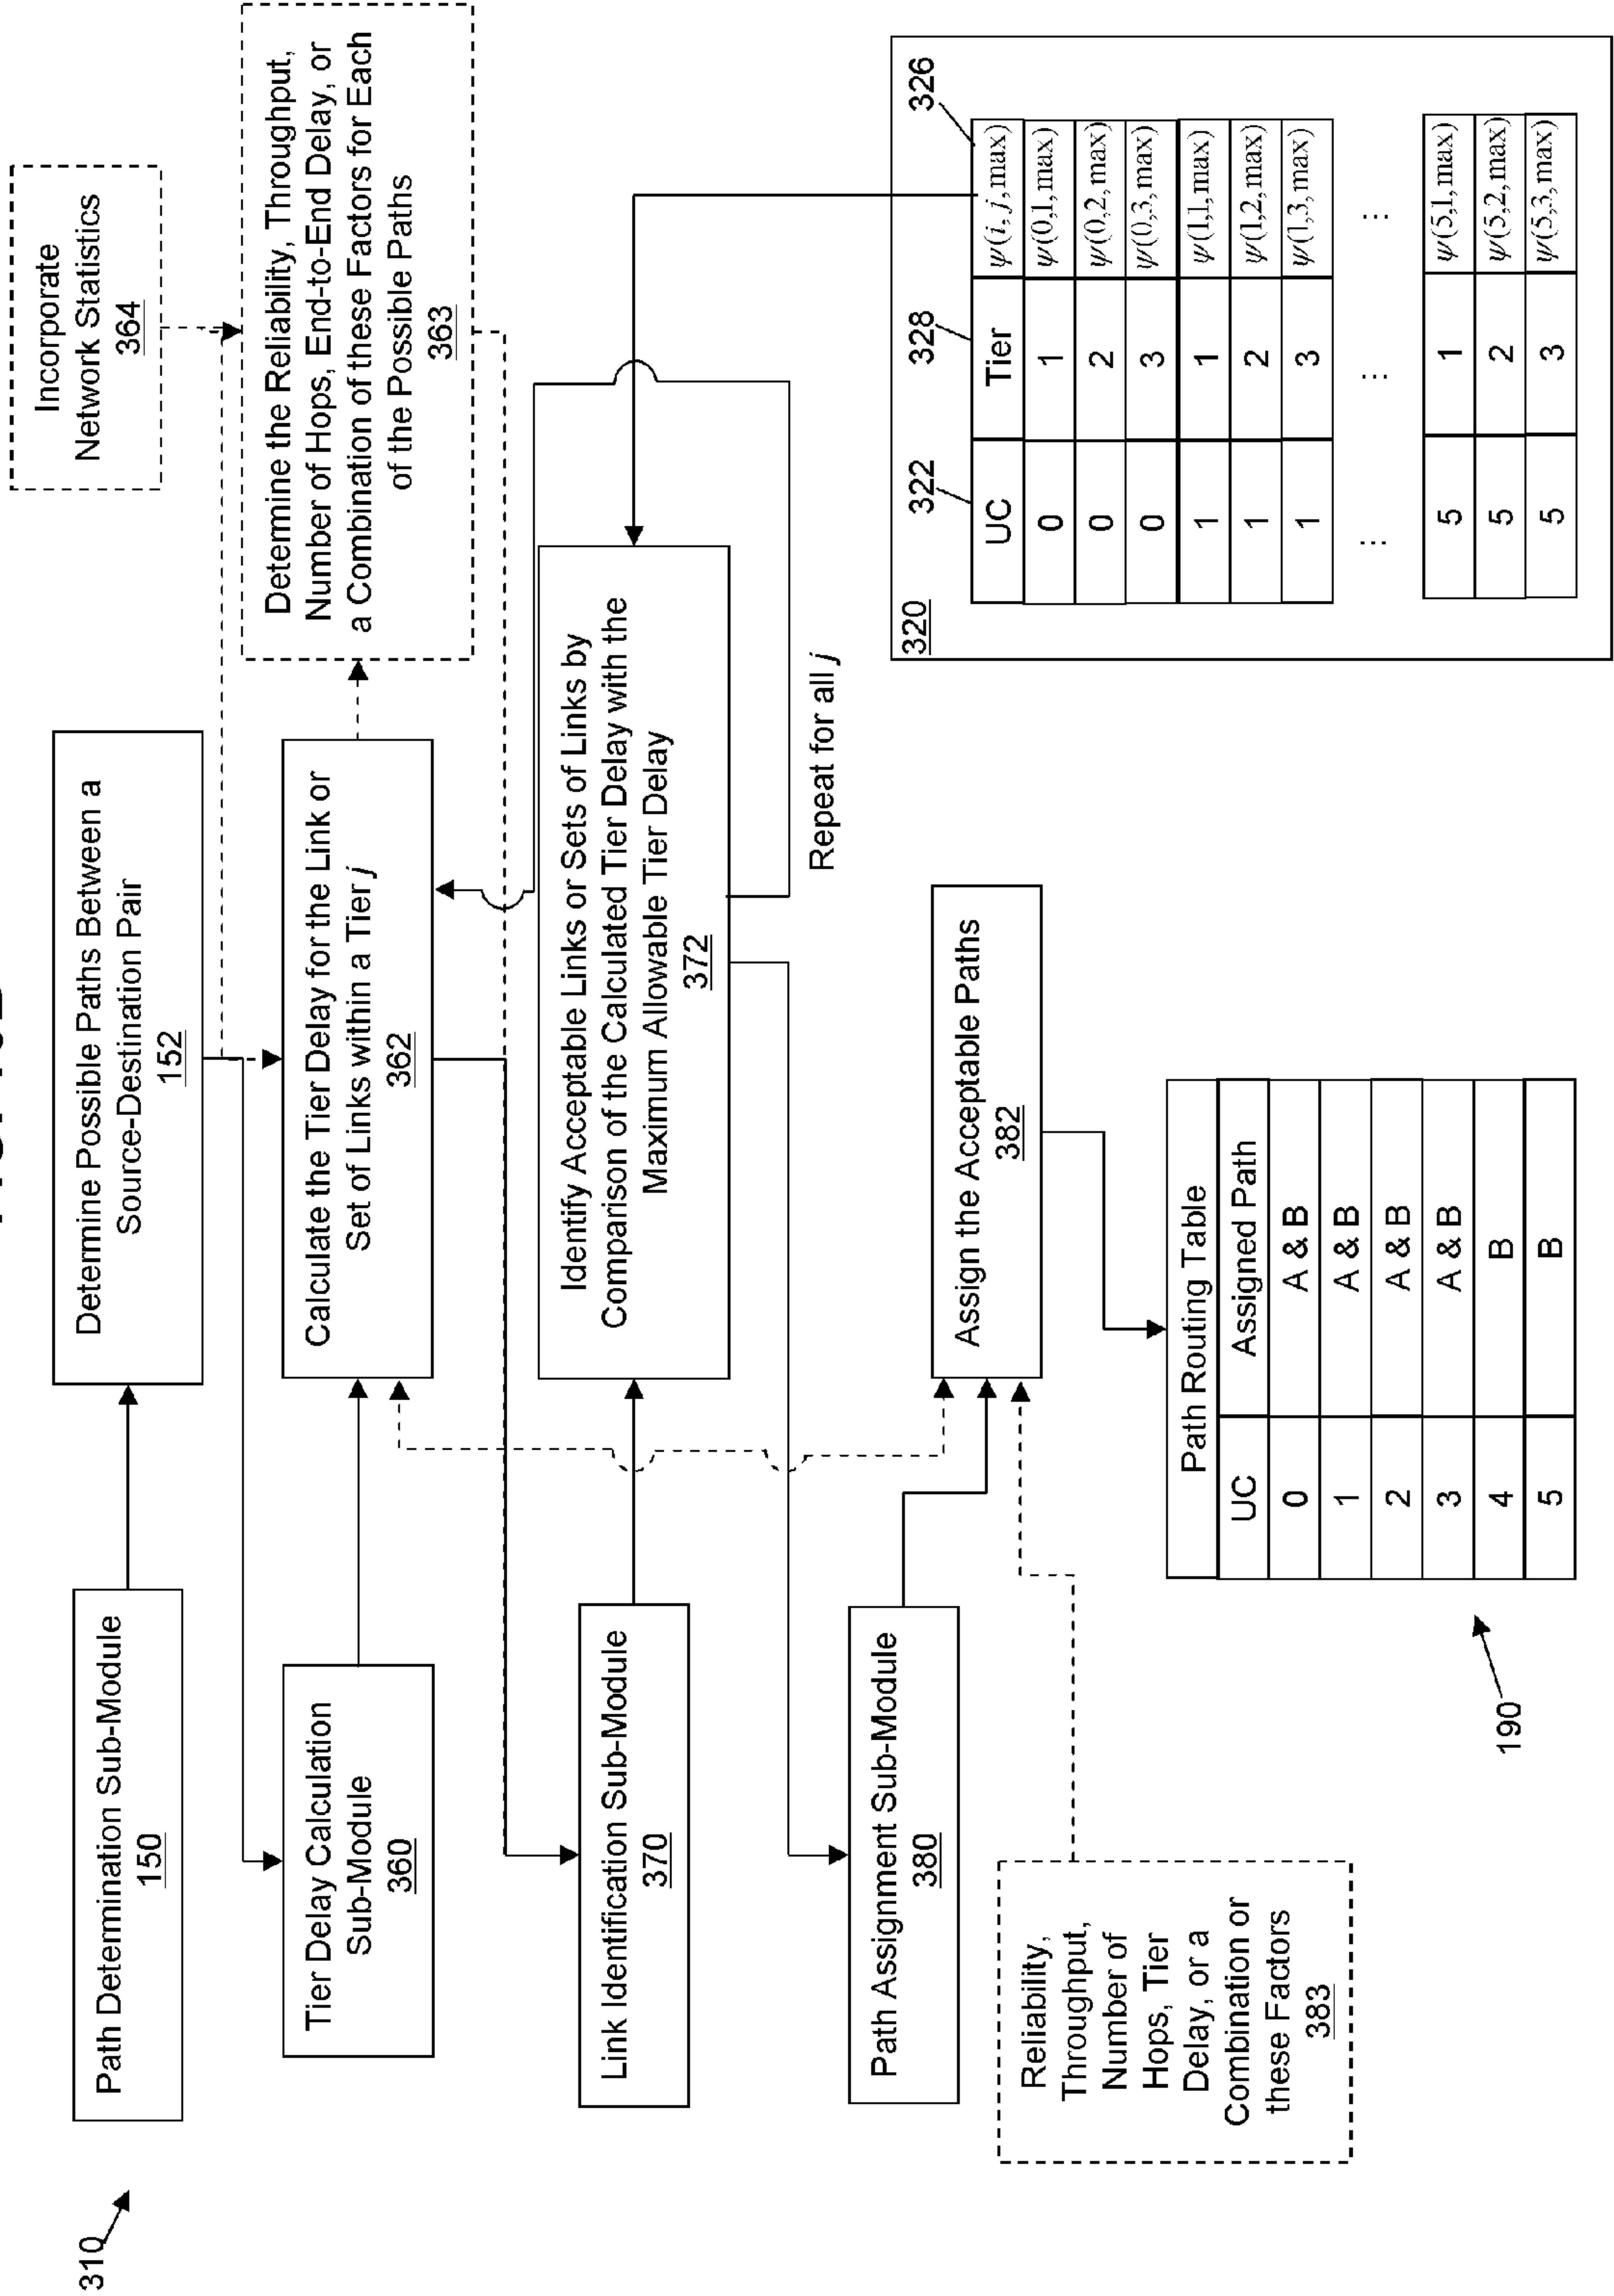 310
Path Determination Sub-Module
150
Determine Possible Paths Between a
Source-Destination Pair
152
Incorporate
Network Statistics
364
Tier Delay Calculation
Sub-Module
360
Calculate the Tier Delay for the Link or
Set of Links within a Tier j
362
Determine the Reliability, Throughput,
Number of Hops, End-to-End Delay, or
a Combination of these Factors for Each
of the Possible Paths
363
Link Identification Sub-Module
370
Identify Acceptable Links or Sets of Links by
Comparison of the Calculated Tier Delay with the
Maximum Allowable Tier Delay
372
Repeat for all j
Path Assignment Sub-Module
380
Assign the Acceptable Paths
382
Reliability,
Throughput,
Number of
Hops, Tier
Delay, or a
Combination or
these Factors
383
190
Path Routing Table
UC Assigned Path
0 A & B
1 A & B
2 A & B
3 A & B
4 B
5 B
320
322 328 326
UC Tier ψ(i, j, max)
0 1 ψ(0,1, max)
0 2 ψ(0,2, max)
0 3 ψ(0,3, max)
1 1 ψ(1,1, max)
1 2 ψ(1,2, max)
1 3 ψ(1,3, max)
... ... ...
5 1 ψ(5,1, max)
5 2 ψ(5,2, max)
5 3 ψ(5,3, max)